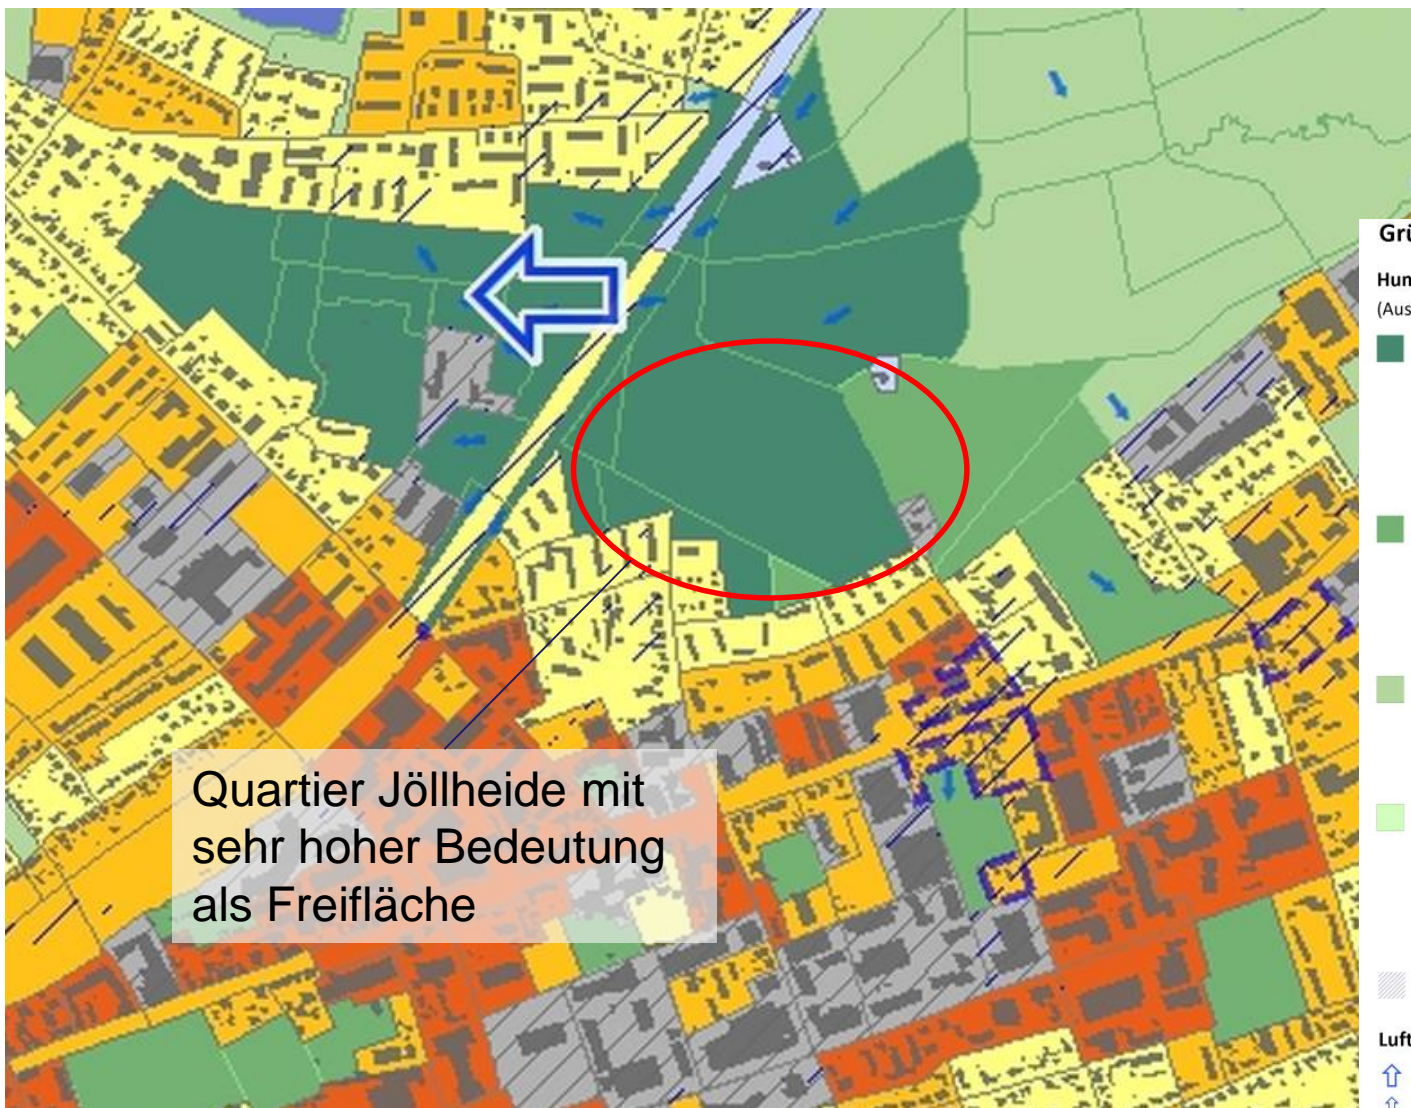 Grü
Hum
(Aus
Luft
Quartier Jöllheide mit
sehr hoher Bedeutung
als Freifläche